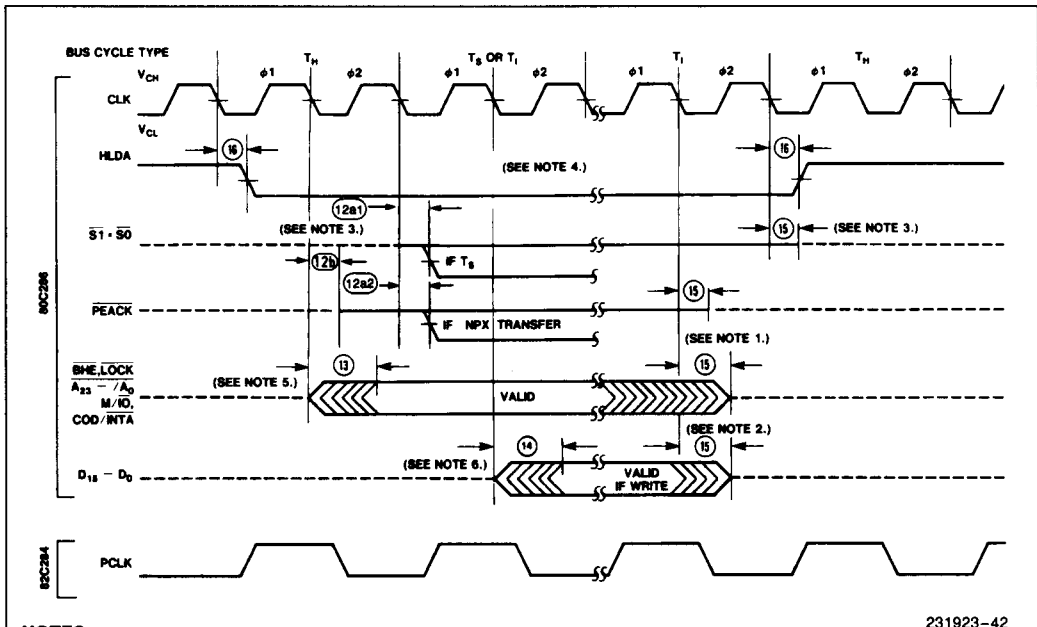 BUS CYCLE TYPE
T_H T_S OR T_I T_I T_H
V_CH
φ1 φ2 φ1 φ2 φ1 φ2 φ1 φ2
CLK
V_CL
HLDA
16
(SEE NOTE 4.)
16
12a1
S1 • S0
(SEE NOTE 3.)
15
(SEE NOTE 3.)
12b
IF T_S
12a2
15
PEACK
IF NPX TRANSFER
80C286
(SEE NOTE 1.)
BHE, LOCK
A23 – /A0
M/IO,
COD/INTA
(SEE NOTE 5.)
13
VALID
15
(SEE NOTE 2.)
D15 – D0
(SEE NOTE 6.)
14
VALID
IF WRITE
15
82C284
PCLK
231923–42